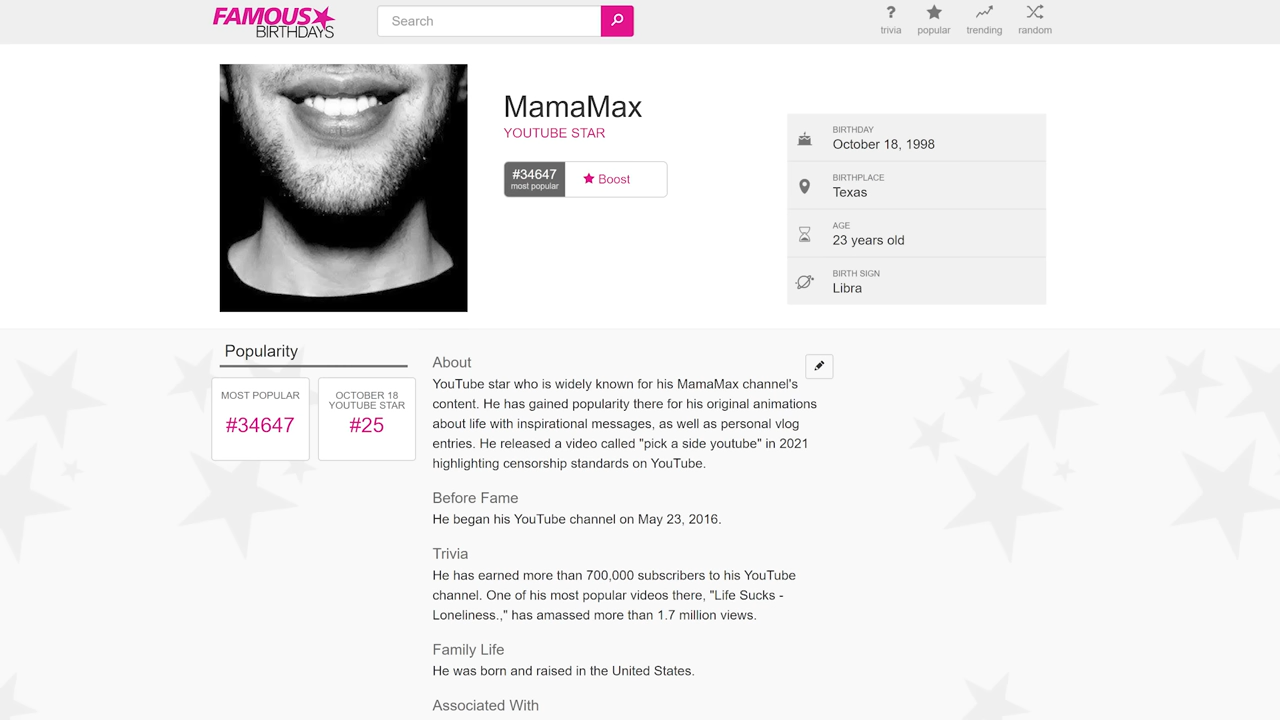 FAMOUS
BIRTHDAYS
Search
trivia
popular
trending
random
MamaMax
YOUTUBE STAR
#34647
most popular
Boost
BIRTHDAY
October 18, 1998
BIRTHPLACE
Texas
AGE
23 years old
BIRTH SIGN
Libra
Popularity
MOST POPULAR
#34647
OCTOBER 18
YOUTUBE STAR
#25
About
YouTube star who is widely known for his MamaMax channel's
content. He has gained popularity there for his original animations
about life with inspirational messages, as well as personal vlog
entries. He released a video called "pick a side youtube" in 2021
highlighting censorship standards on YouTube.
Before Fame
He began his YouTube channel on May 23, 2016.
Trivia
He has earned more than 700,000 subscribers to his YouTube
channel. One of his most popular videos there, "Life Sucks -
Loneliness.," has amassed more than 1.7 million views.
Family Life
He was born and raised in the United States.
Associated With